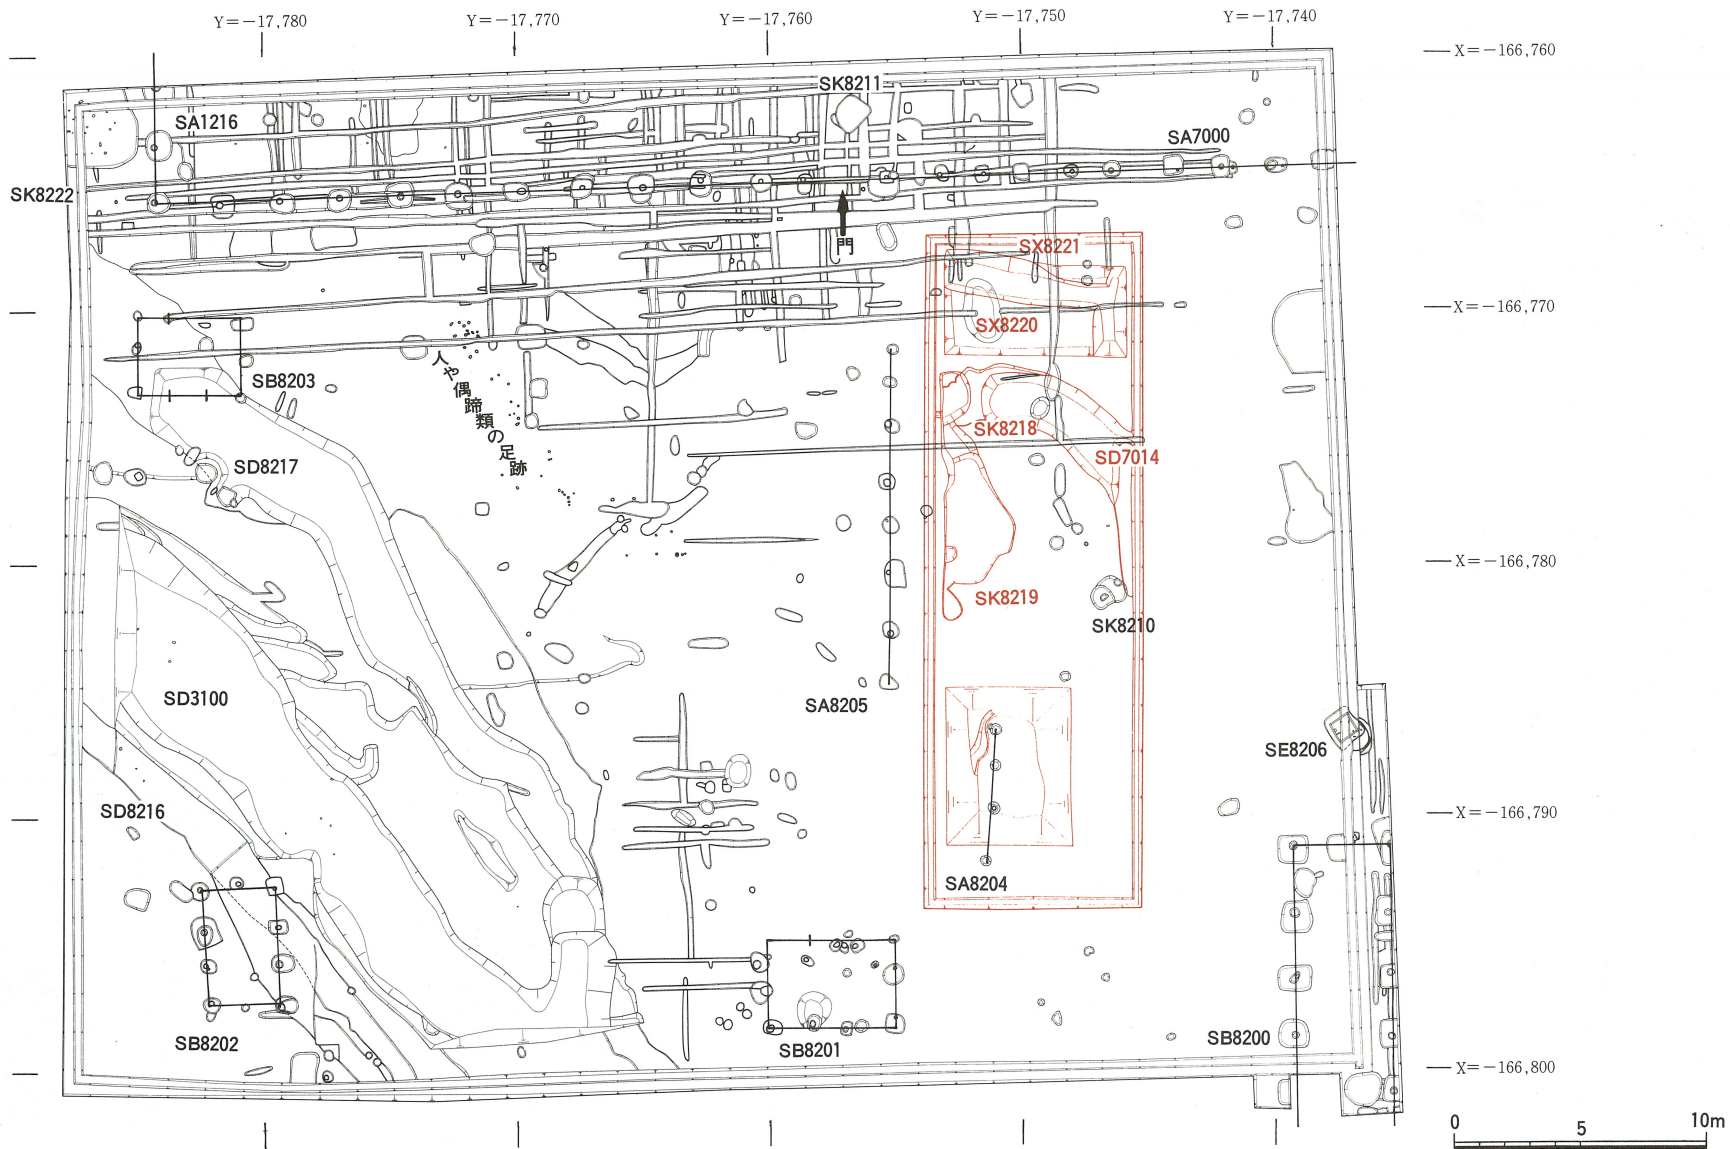 Y=-17,780
Y=-17,770
Y=-17,760
Y=-17,750
Y=-17,740
X=-166,760
SK8211
SA1216
SA7000
SK8222
門
SX8221
X=-166,770
SX8220
SB8203
人や偶蹄類の足跡
SK8218
SD8217
SD7014
X=-166,780
SK8219
SK8210
SD3100
SA8205
SE8206
SD8216
X=-166,790
SA8204
SB8202
SB8201
SB8200
X=-166,800
0 5 10m